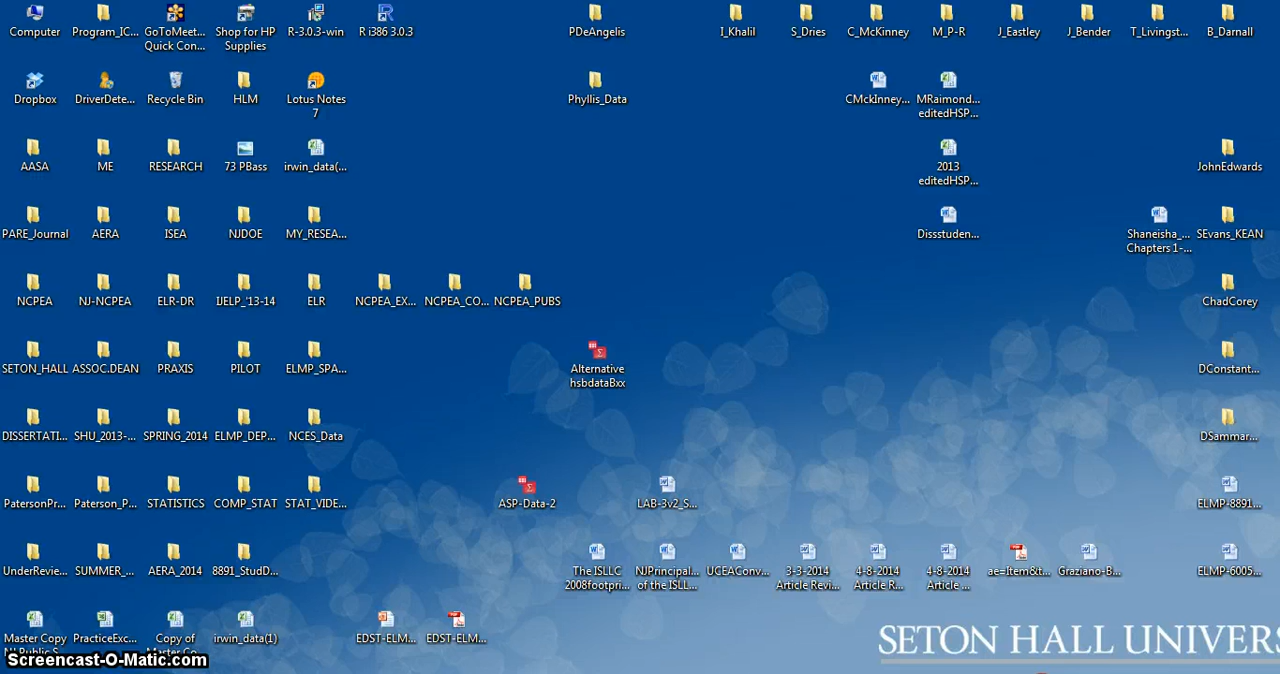 Computer
Program_IC...
GoToMeet...
Quick Con...
Shop for HP
Supplies
R-3.0.3-win
R i386 3.0.3
PDeAngelis
I_Khalil
S_Dries
C_McKinney
M_P-R
J_Eastley
J_Bender
T_Livingst...
B_Darnall
Dropbox
DriverDete...
Recycle Bin
HLM
Lotus Notes
7
Phyllis_Data
CMcKinney...
MRaimond...
editedHSP...
AASA
ME
RESEARCH
73 PBass
irwin_data(...
2013
editedHSP...
JohnEdwards
PARE_Journal
AERA
ISEA
NJDOE
MY_RESEA...
Dissstuden...
Shaneisha_...
Chapters 1-...
SEvans_KEAN
NCPEA
NJ-NCPEA
ELR-DR
IJELP_'13-14
ELR
NCPEA_EX...
NCPEA_CO...
NCPEA_PUBS
ChadCorey
SETON_HALL
ASSOC.DEAN
PRAXIS
PILOT
ELMP_SPA...
Alternative
hsbdataBxx
DConstant...
DISSERTATI...
SHU_2013-...
SPRING_2014
ELMP_DEP...
NCES_Data
DSammar...
PatersonPr...
Paterson_P...
STATISTICS
COMP_STAT
STAT_VIDE...
ASP-Data-2
LAB-3v2_S...
ELMP-8891...
UnderRevie...
SUMMER_...
AERA_2014
8891_StudD...
The ISLLC
2008footpri...
NJPrincipal...
of the ISLL...
UCEAConv...
3-3-2014
Article Revi...
4-8-2014
Article R...
4-8-2014
Article ...
ae=Item&t...
Graziano-B...
ELMP-6005...
Master Copy
NJ Public S...
PracticeExc...
Copy of
Master Co...
irwin_data(1)
EDST-ELM...
EDST-ELM...
SETON HALL UNIVERS
Screencast-O-Matic.com